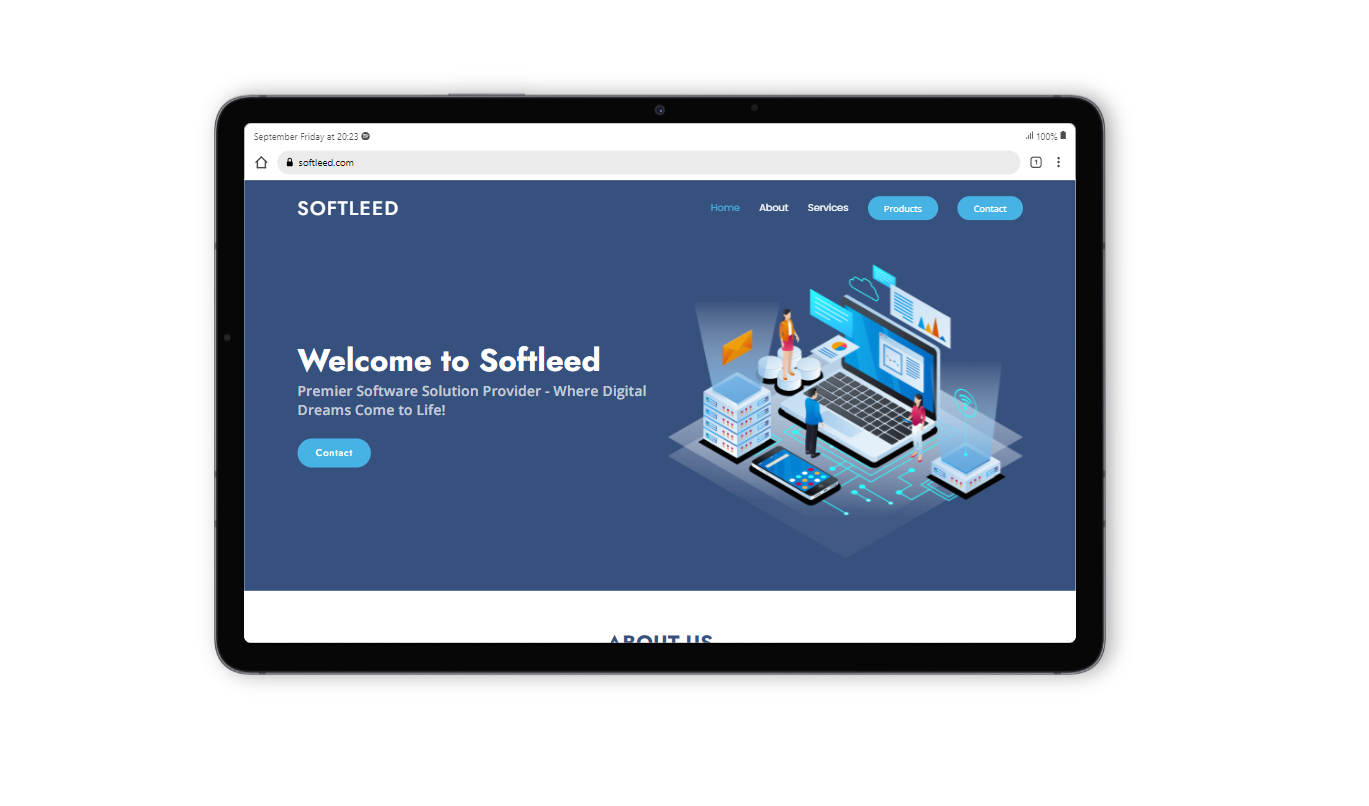 September Friday at 20:23
100%
softleed.com
1
SOFTLEED
Home About Services Products Contact
Welcome to Softleed
Premier Software Solution Provider - Where Digital
Dreams Come to Life!
Contact
ABOUT US